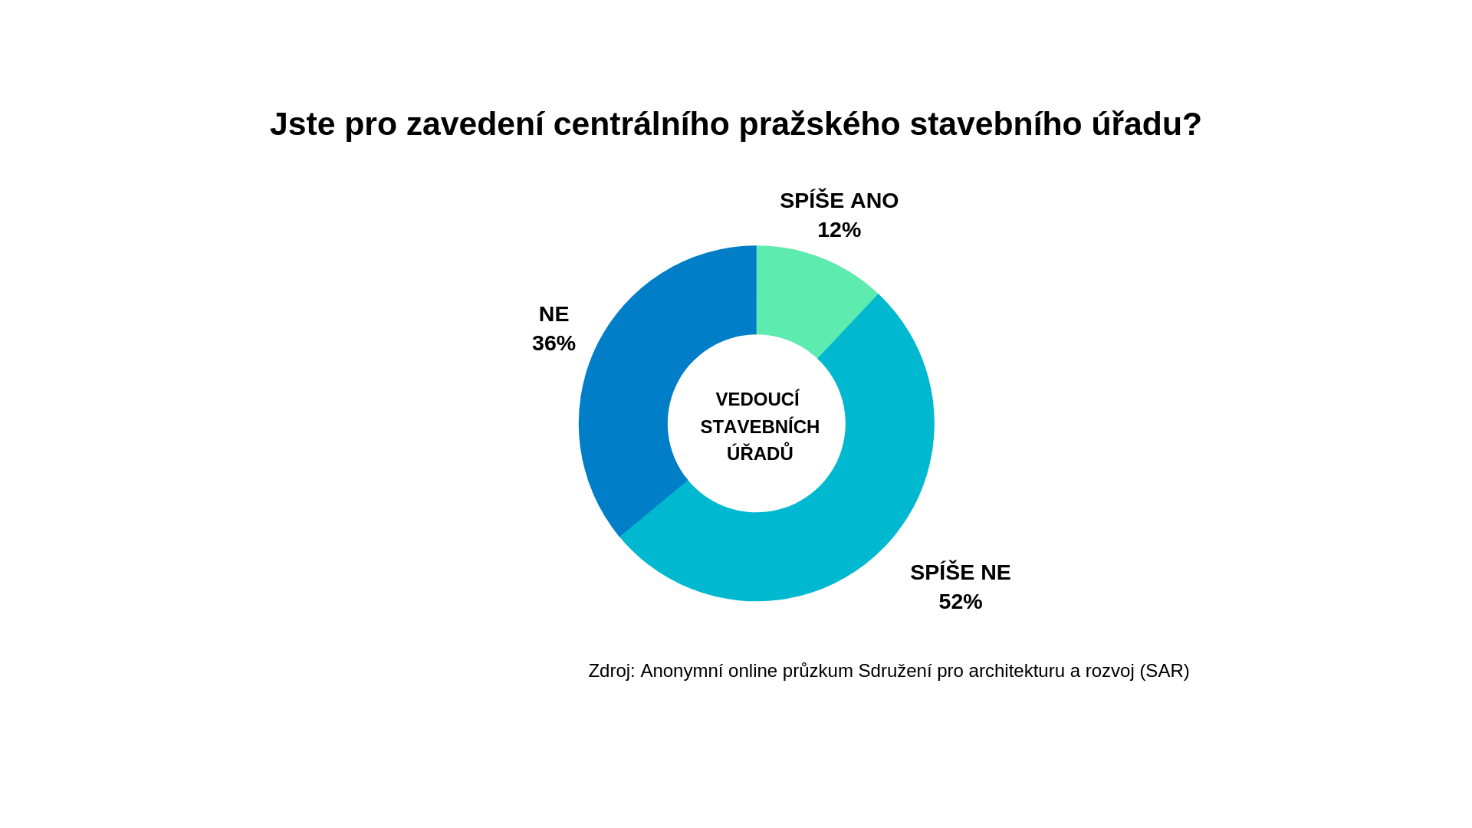 Jste pro zavedení centrálního pražského stavebního úřadu?
SPÍŠE ANO
12%
NE
36%
VEDOUCÍ
STAVEBNÍCH
ÚŘADŮ
SPÍŠE NE
52%
Zdroj: Anonymní online průzkum Sdružení pro architekturu a rozvoj (SAR)